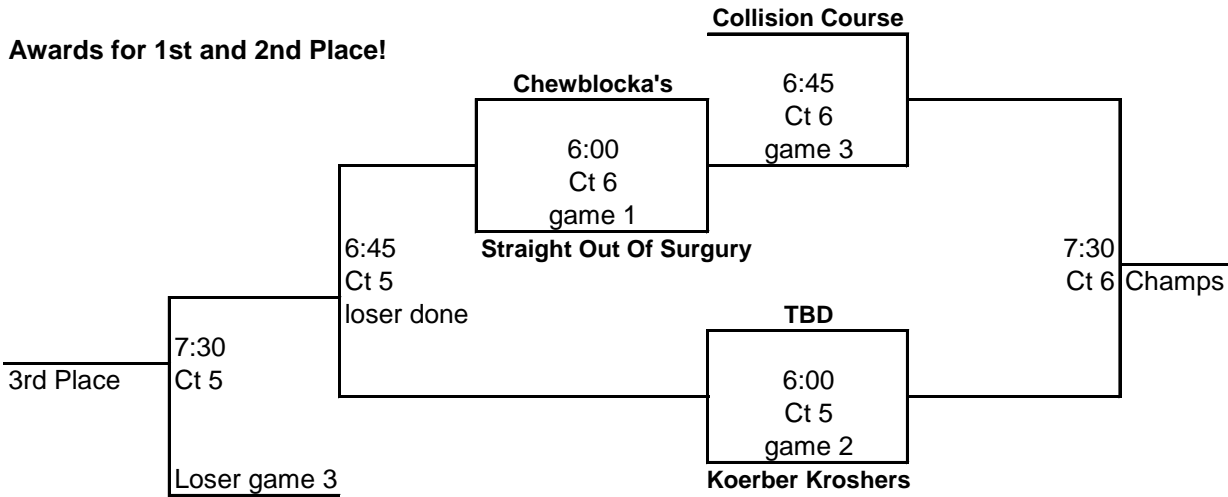 Collision Course
Awards for 1st and 2nd Place!
Chewblocka's
6:45
Ct 6
game 3
6:00
Ct 6
game 1
Straight Out Of Surgury
6:45
Ct 5
loser done
7:30
Ct 6
Champs
TBD
7:30
Ct 5
3rd Place
6:00
Ct 5
game 2
Loser game 3
Koerber Kroshers